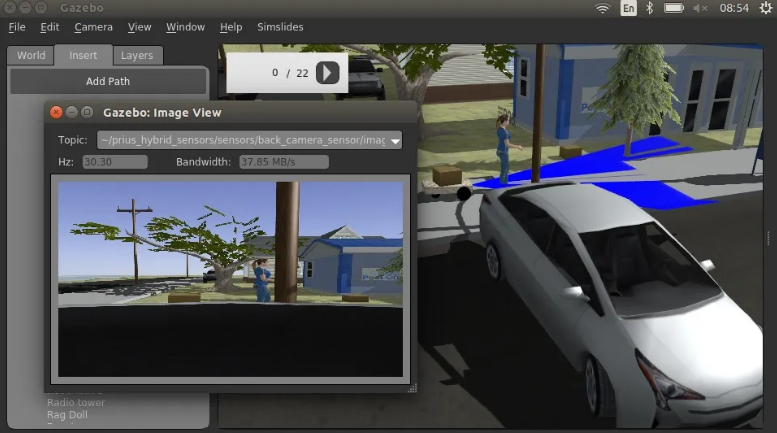 Gazebo
En
08:54
File Edit Camera View Window Help Simslides
World Insert Layers
Add Path
0 / 22
Gazebo: Image View
Topic: ~/prius_hybrid_sensors/sensors/back_camera_sensor/imag
Hz: 30.30 Bandwidth: 37.85 MB/s
Radio tower
Rag Doll